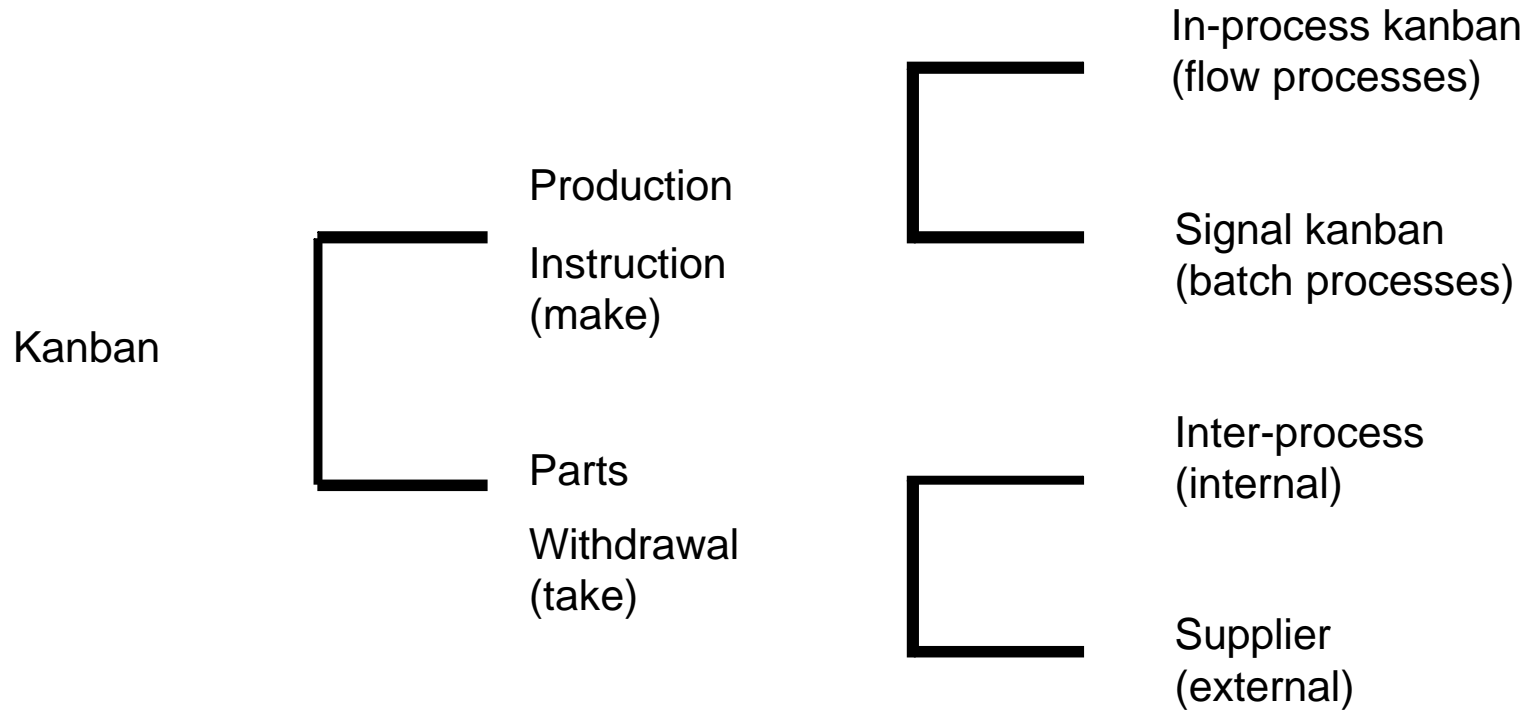 Kanban
Production
Instruction
(make)
Parts
Withdrawal
(take)
In-process kanban
(flow processes)
Signal kanban
(batch processes)
Inter-process
(internal)
Supplier
(external)